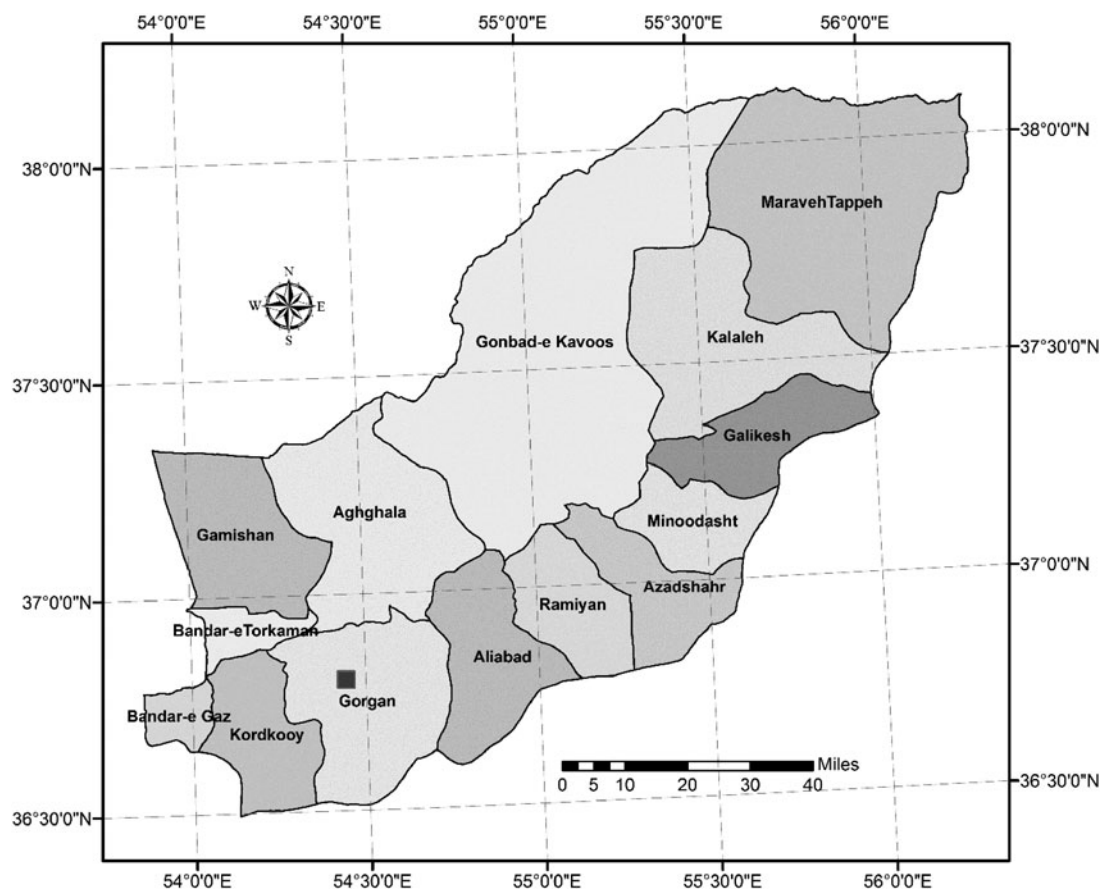 54°0'0"E 54°30'0"E 55°0'0"E 55°30'0"E 56°0'0"E
38°0'0"N
38°0'0"N
MaravehTappeh
N
W E
S
Gonbad-e Kavoos
Kalaleh
37°30'0"N
37°30'0"N
Galikesh
Aghghala
Minoodasht
Gamishan
37°0'0"N
Azadshahr
37°0'0"N
Ramiyan
Bandar-eTorkaman
Aliabad
Gorgan
Bandar-e Gaz
Kordkooy
Miles
0 5 10 20 30 40
36°30'0"N
36°30'0"N
54°0'0"E 54°30'0"E 55°0'0"E 55°30'0"E 56°0'0"E